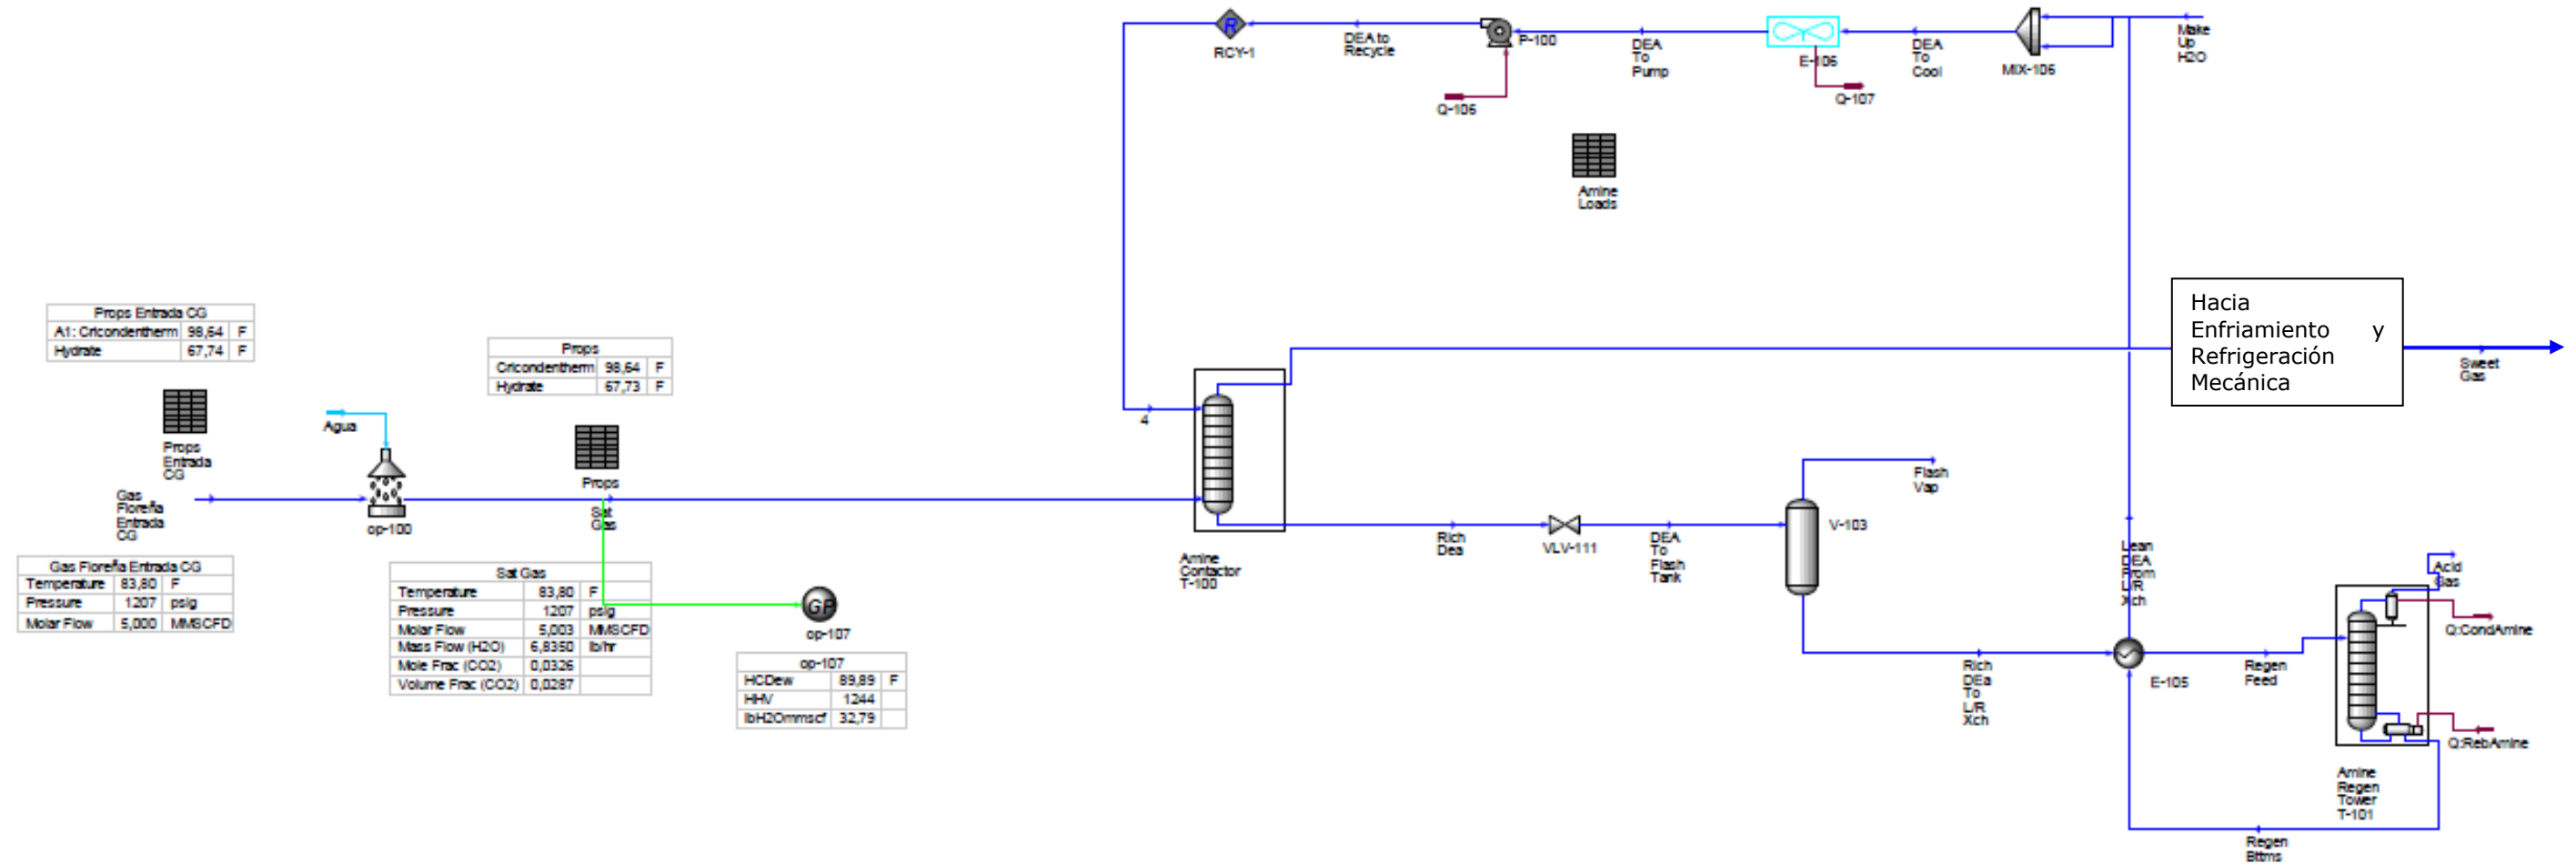 RCY-1
DEA to
Recycle
P-100
Q-106
DEA
To
Pump
E-106
Q-107
DEA
To
Cool
MIX-106
Make
Up
H2O
Amine
Loads
Props Entrada CG
A1: Cricondentherm 98,64 F
Hydrate 67,74 F
Props
Entrada
CG
Gas
Floreña
Entrada
CG
Gas Floreña Entrada CG
Temperature 83,80 F
Pressure 1207 psig
Molar Flow 5,000 MMSCFD
Agua
op-100
Props
Cricondentherm 98,64 F
Hydrate 67,73 F
Props
Sat
Gas
Sat Gas
Temperature 83,80 F
Pressure 1207 psig
Molar Flow 5,003 MMSCFD
Mass Flow (H2O) 6,8350 lb/hr
Mole Frac (CO2) 0,0326
Volume Frac (CO2) 0,0287
GP
op-107
op-107
HCDew 89,89 F
HHV 1244
lbH2Ommscf 32,79
4
Amine
Contactor
T-100
Rich
Dea
VLV-111
DEA
To
Flash
Tank
V-103
Flash
Vap
Rich
DEa
To
L/R
Xch
Lean
DEA
From
L/R
Xch
E-105
Regen
Feed
Hacia
Enfriamiento y
Refrigeración
Mecánica
Sweet
Gas
Acid
Gas
Q:CondAmine
Q:RebAmine
Amine
Regen
Tower
T-101
Regen
Bttms